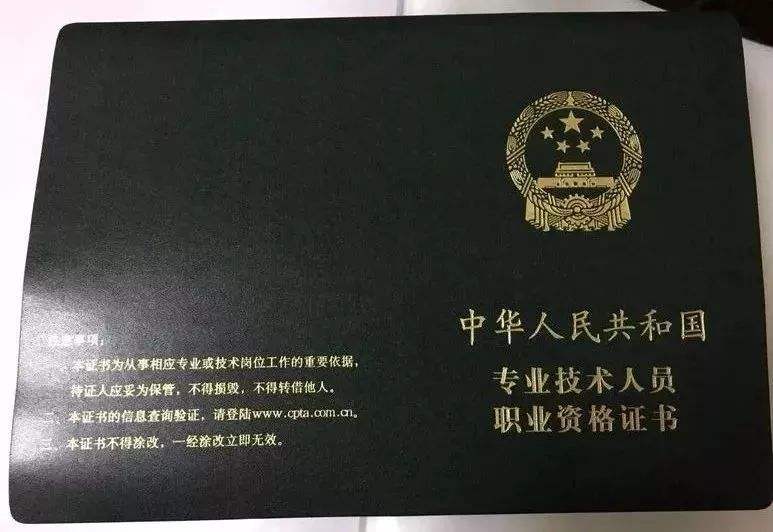 中华人民共和国
专业技术人员
职业资格证书
注意事项：
一、本证书为从事相应专业或技术岗位工作的重要依据，
持证人应妥为保管，不得损毁，不得转借他人。
二、本证书的信息查询验证，请登陆www.cpta.com.cn。
三、本证书不得涂改，一经涂改立即无效。